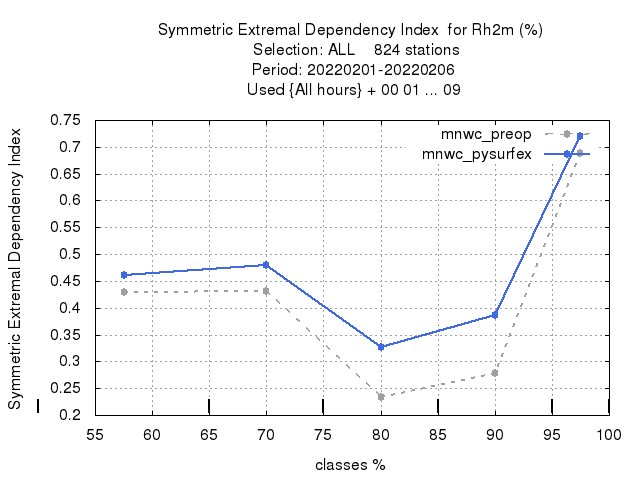 Symmetric Extremal Dependency Index for Rh2m (%)
Selection: ALL 824 stations
Period: 20220201-20220206
Used {All hours} + 00 01 ... 09
Symmetric Extremal Dependency Index
0.75
0.7
0.65
0.6
0.55
0.5
0.45
0.4
0.35
0.3
0.25
0.2
mnwc_preop
mnwc_pysurfex
55 60 65 70 75 80 85 90 95 100
classes %